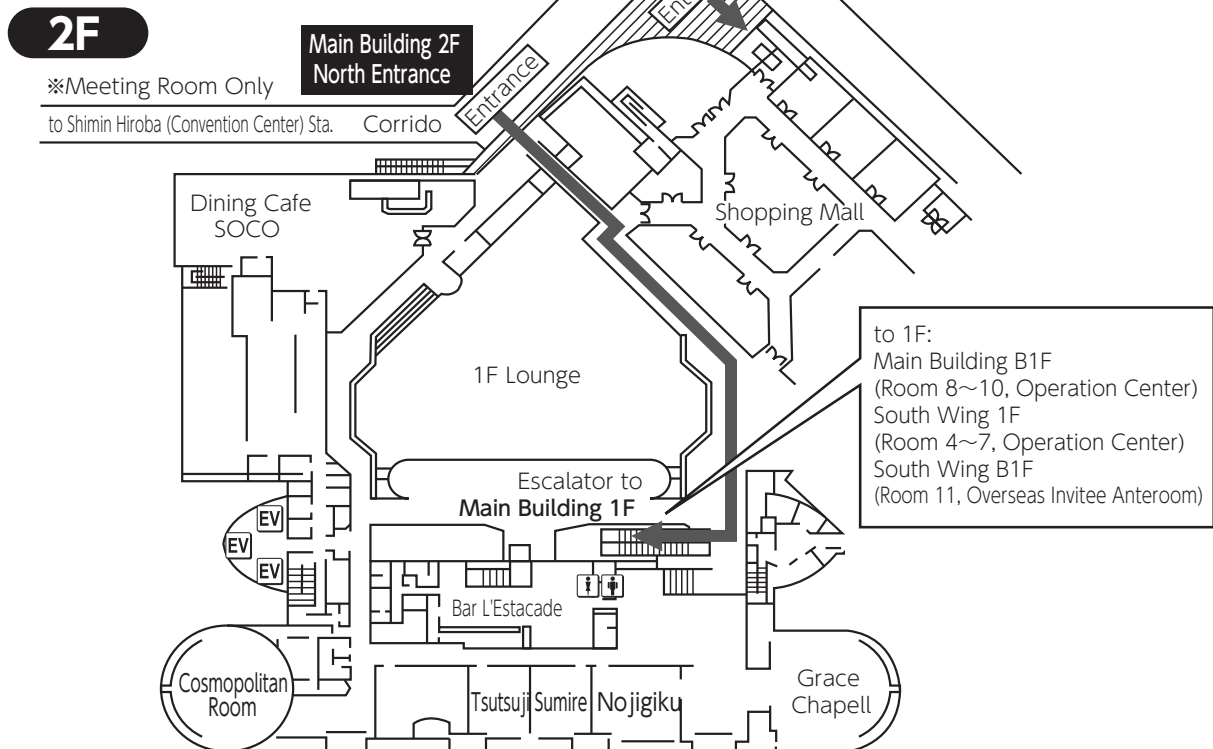 2F
※Meeting Room Only
Main Building 2F
North Entrance
Entrance
to Shimin Hiroba (Convention Center) Sta.
Corrido
Dining Cafe
SOCO
Shopping Mall
1F Lounge
to 1F:
Main Building B1F
(Room 8～10, Operation Center)
South Wing 1F
(Room 4～7, Operation Center)
South Wing B1F
(Room 11, Overseas Invitee Anteroom)
Escalator to
Main Building 1F
EV
EV
EV
Bar L'Estacade
Cosmopolitan
Room
Tsutsuji
Sumire
Nojigiku
Grace
Chapell